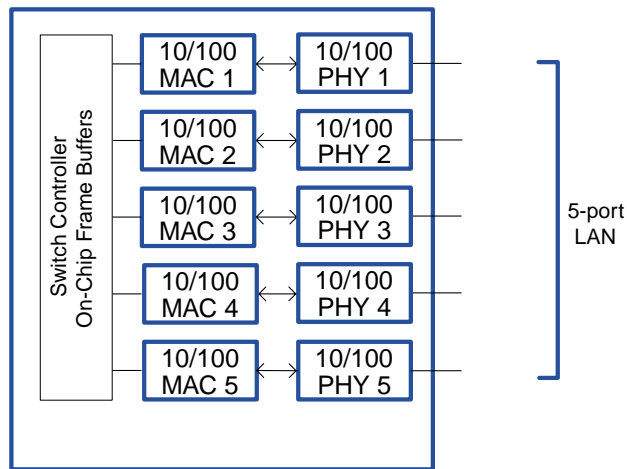 Switch Controller
On-Chip Frame Buffers
10/100
MAC 1
10/100
PHY 1
10/100
MAC 2
10/100
PHY 2
10/100
MAC 3
10/100
PHY 3
10/100
MAC 4
10/100
PHY 4
10/100
MAC 5
10/100
PHY 5
5-port
LAN